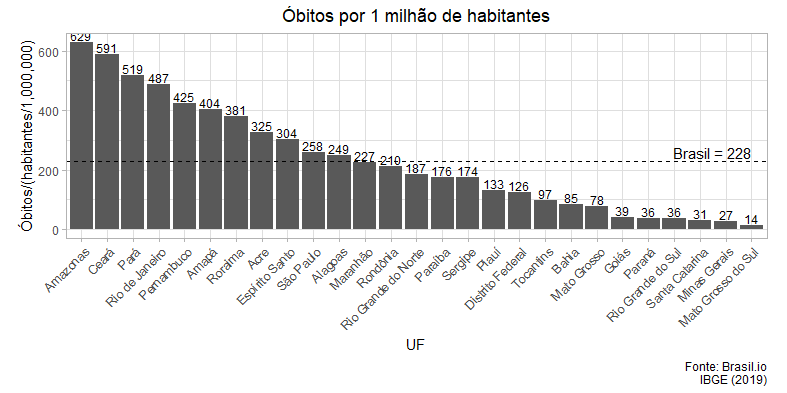 Óbitos por 1 milhão de habitantes
Óbitos/(habitantes/1,000,000)
600
400
200
0
629
591
519
487
425
404
381
325
304
258
249
227
210
187
176
174
133
126
97
85
78
39
36
36
31
27
14
Brasil = 228
Amazonas
Ceará
Pará
Rio de Janeiro
Pernambuco
Amapá
Roraima
Acre
Espírito Santo
São Paulo
Alagoas
Maranhão
Rondônia
Rio Grande do Norte
Paraíba
Sergipe
Piauí
Distrito Federal
Tocantins
Bahia
Mato Grosso
Goiás
Paraná
Rio Grande do Sul
Santa Catarina
Minas Gerais
Mato Grosso do Sul
UF
Fonte: Brasil.io
IBGE (2019)